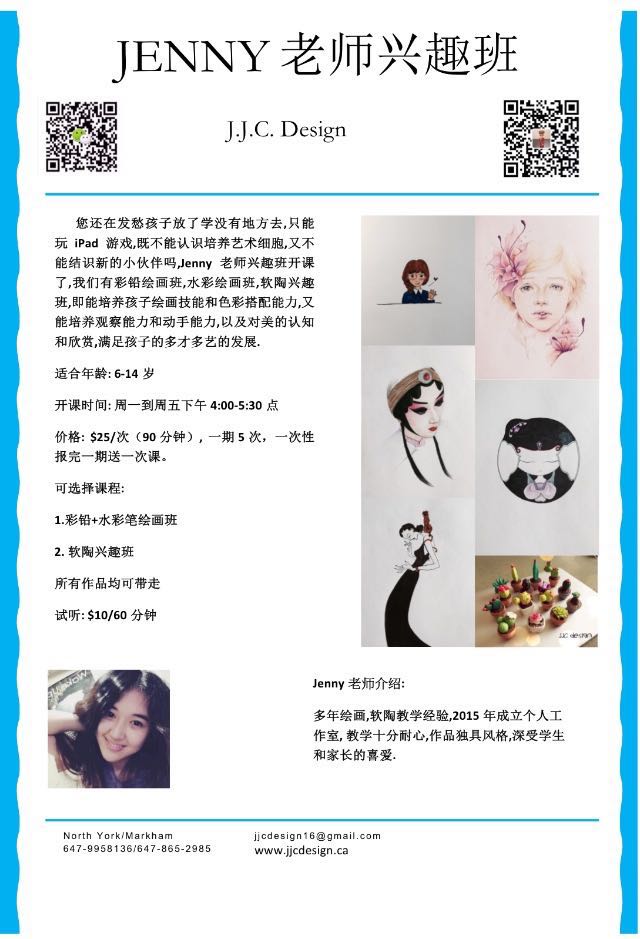 JENNY 老师兴趣班
J.J.C. Design
您还在发愁孩子放了学没有地方去,只能
玩 iPad 游戏,既不能认识培养艺术细胞,又不
能结识新的小伙伴吗,Jenny 老师兴趣班开课
了,我们有彩铅绘画班,水彩绘画班,软陶兴趣
班,即能培养孩子绘画技能和色彩搭配能力,又
能培养观察能力和动手能力,以及对美的认知
和欣赏,满足孩子的多才多艺的发展.
适合年龄: 6-14 岁
开课时间: 周一到周五下午 4:00-5:30 点
价格: $25/次（90 分钟）, 一期 5 次，一次性
报完一期送一次课。
可选择课程:
1.彩铅+水彩笔绘画班
2. 软陶兴趣班
所有作品均可带走
试听: $10/60 分钟
jjc design
Jenny 老师介绍:
多年绘画,软陶教学经验,2015 年成立个人工
作室, 教学十分耐心,作品独具风格,深受学生
和家长的喜爱.
North York/Markham
647-9958136/647-865-2985
jjcdesign16@gmail.com
www.jjcdesign.ca